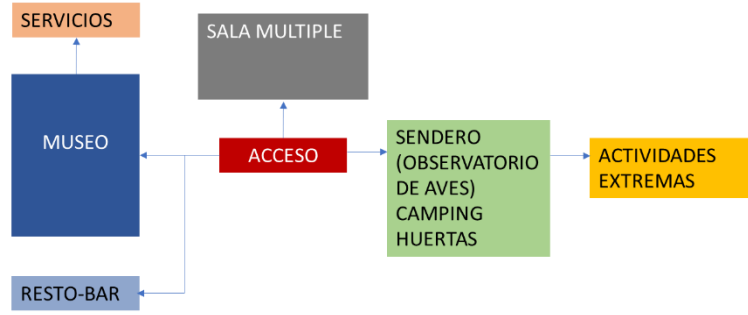 SERVICIOS
SALA MULTIPLE
MUSEO
ACCESO
SENDERO
(OBSERVATORIO
DE AVES)
CAMPING
HUERTAS
ACTIVIDADES
EXTREMAS
RESTO-BAR